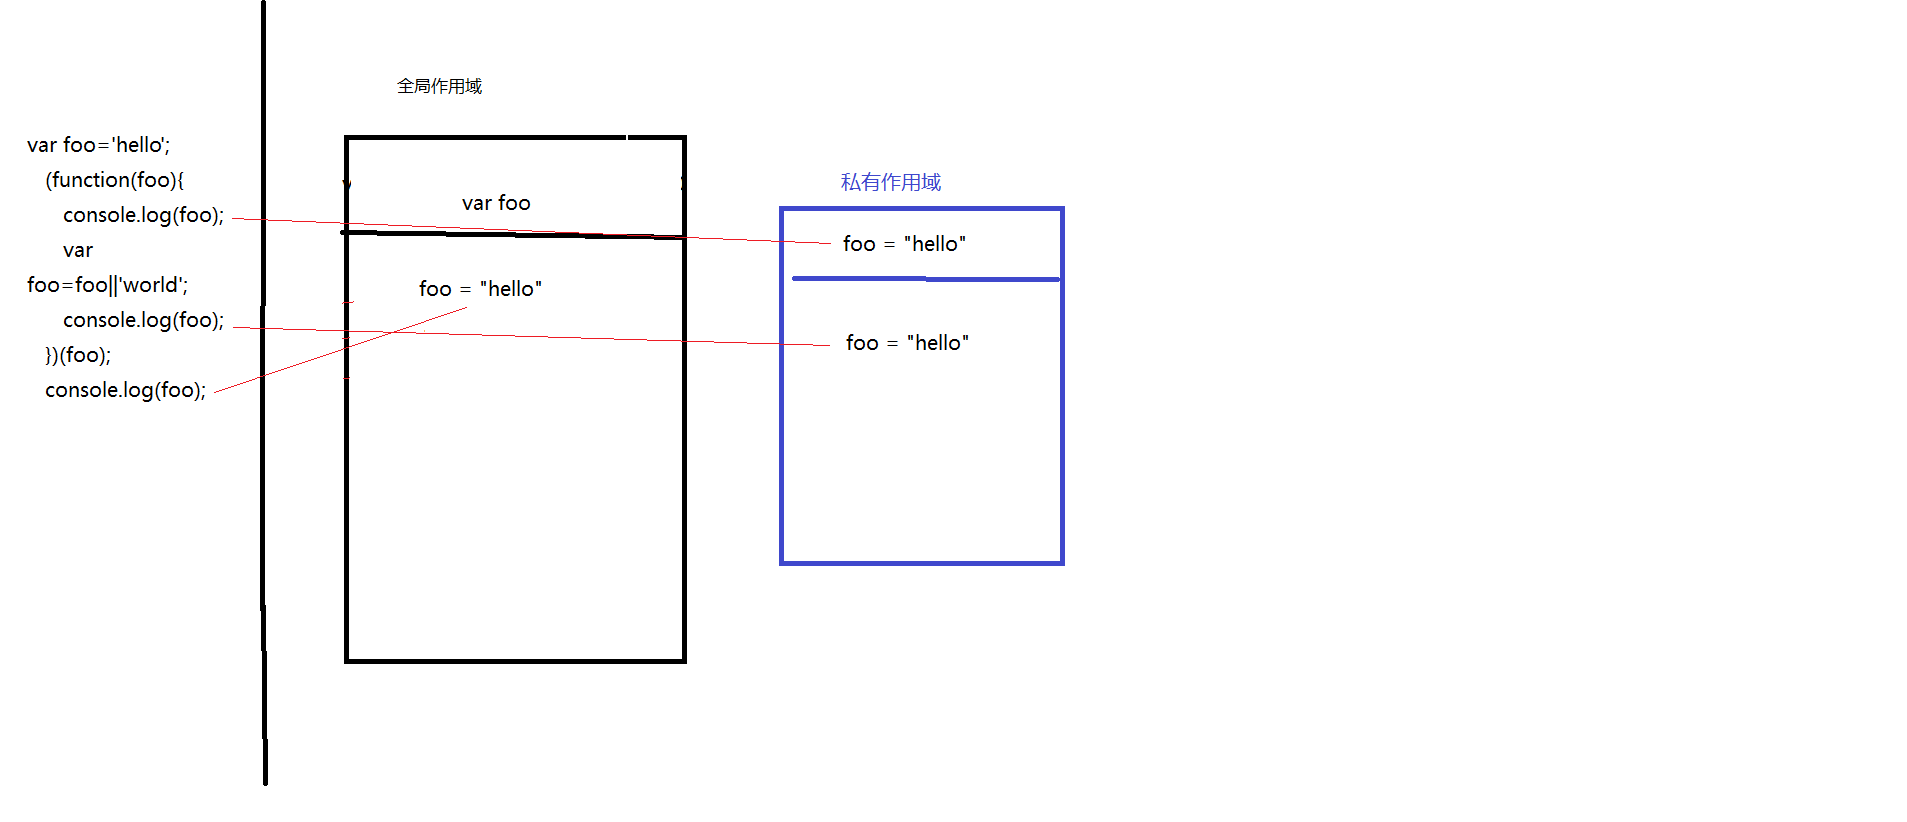 var foo='hello';
(function(foo){
console.log(foo);
var
foo=foo||'world';
console.log(foo);
})(foo);
console.log(foo);
全局作用域
var foo
foo = "hello"
私有作用域
foo = "hello"
foo = "hello"